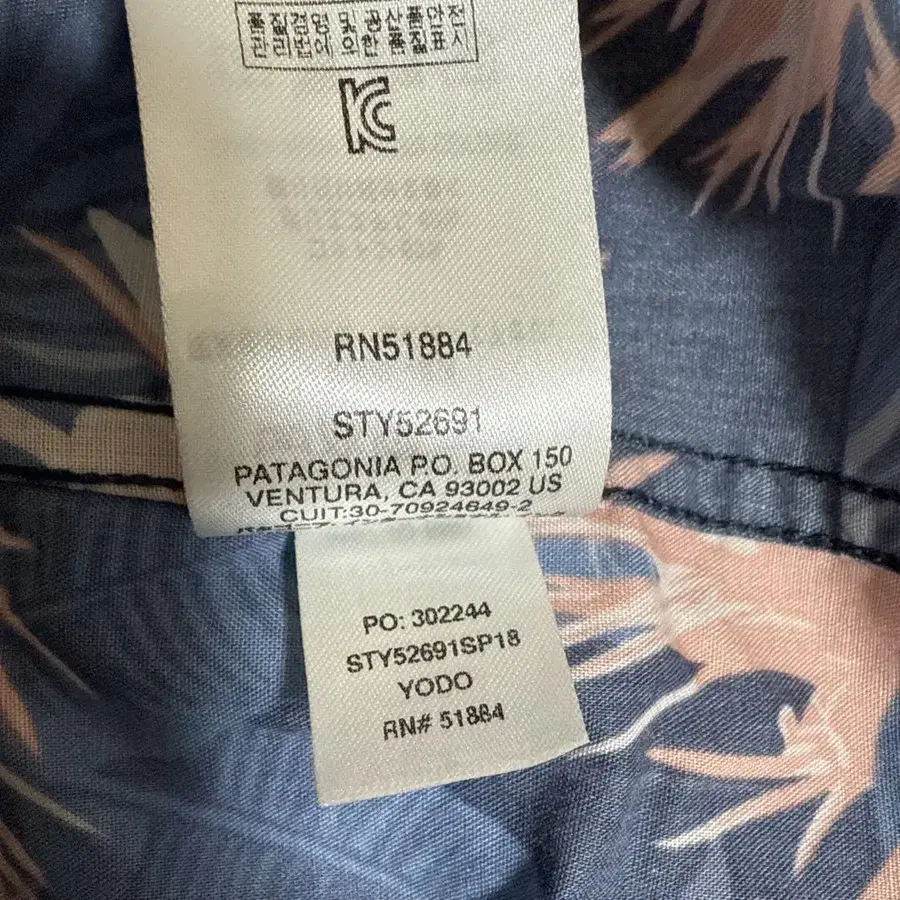 품질경영및공산품안전
관리법에의한품질표시
RN51884
STY52691
PATAGONIA P.O. BOX 150
VENTURA, CA 93002 US
CUIT:30-70924649-2
PO: 302244
STY52691SP18
YODO
RN# 51884